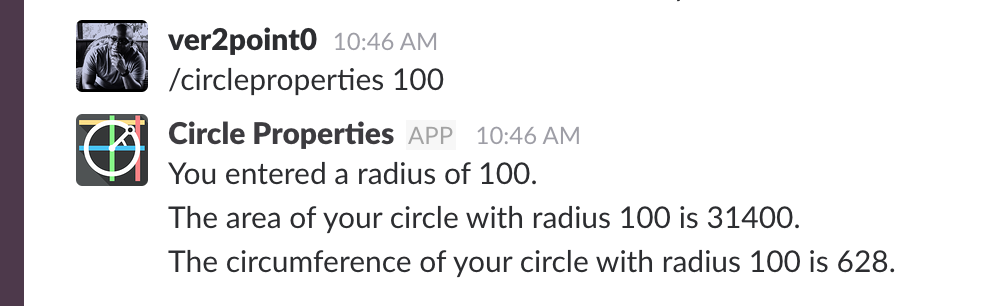 ver2point0 10:46 AM
/circleproperties 100
Circle Properties APP 10:46 AM
You entered a radius of 100.
The area of your circle with radius 100 is 31400.
The circumference of your circle with radius 100 is 628.